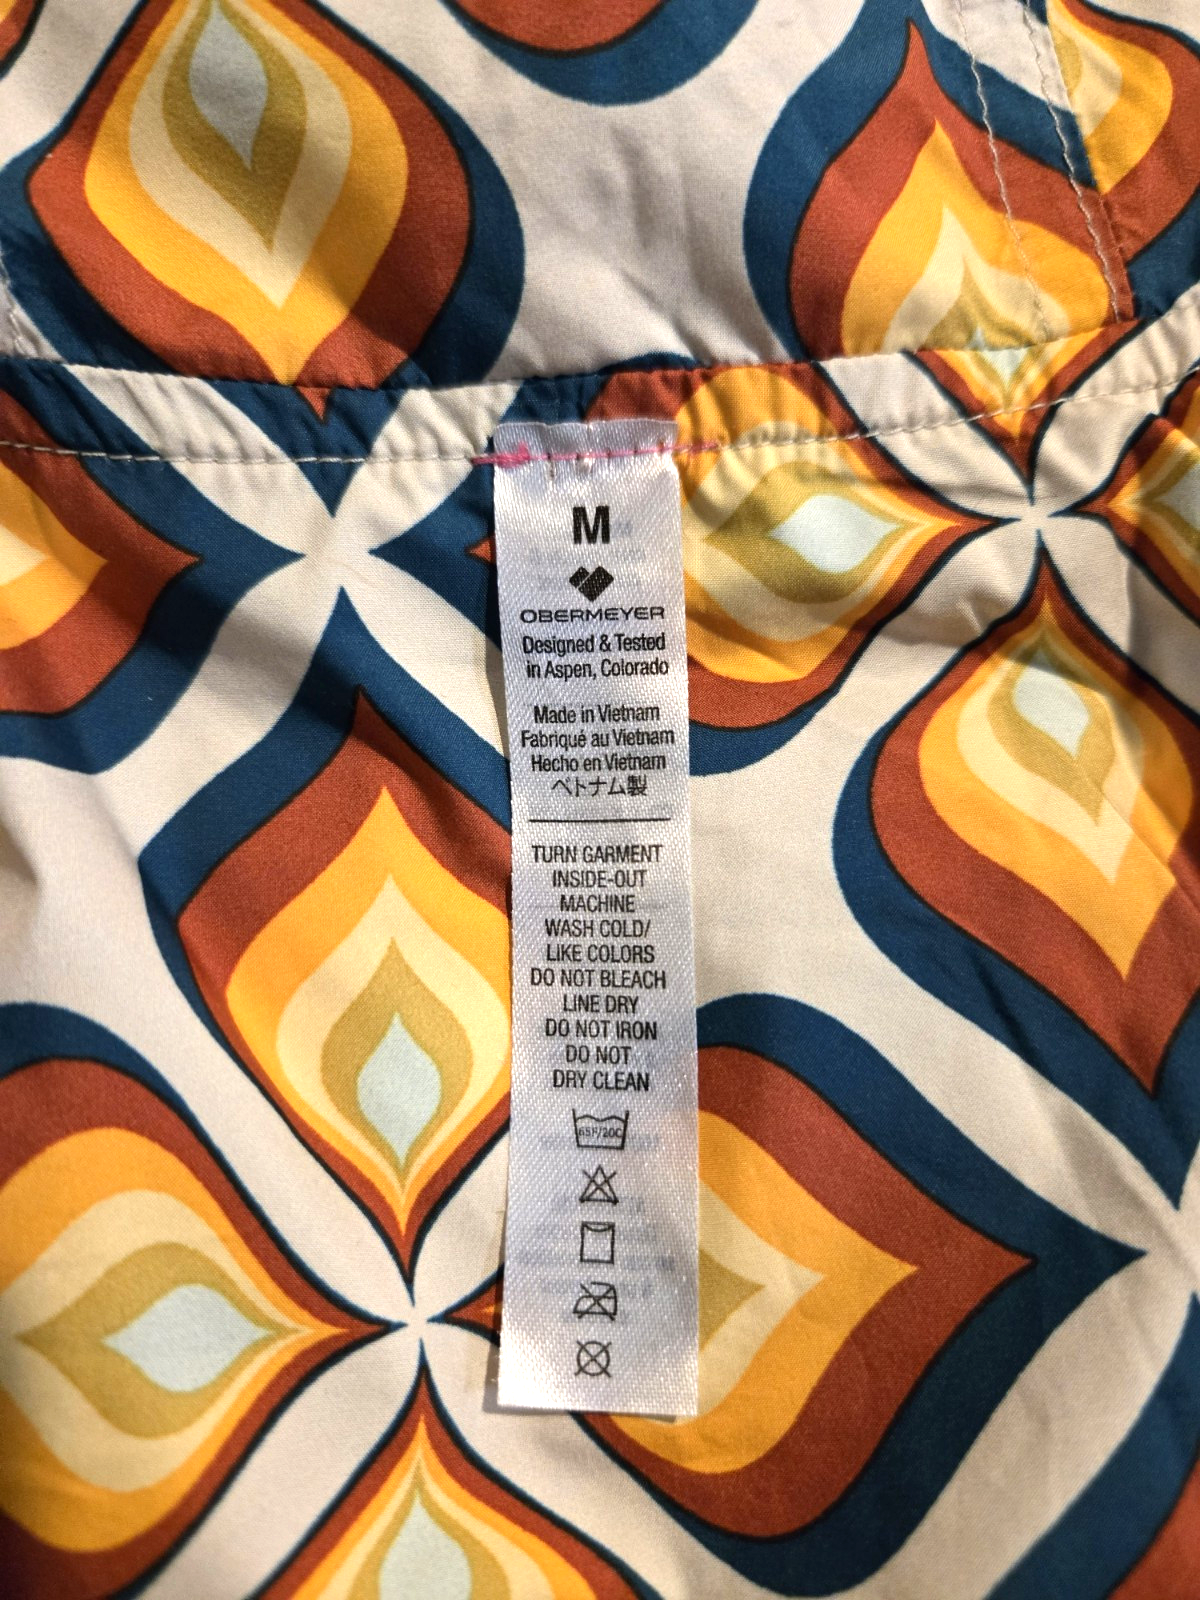 M
OBERMEYER
Designed & Tested
in Aspen, Colorado
Made in Vietnam
Fabriqué au Vietnam
Hecho en Vietnam
ベトナム製
TURN GARMENT
INSIDE-OUT
MACHINE
WASH COLD/
LIKE COLORS
DO NOT BLEACH
LINE DRY
DO NOT IRON
DO NOT
DRY CLEAN
65F/20C